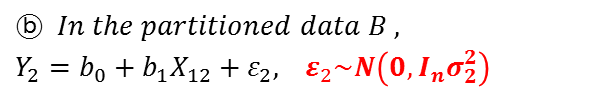 ⓑ In the partitioned data B ,
Y₂ = b₀ + b₁X₁₂ + ε₂, ε₂~N(0, Iₙσ₂²)